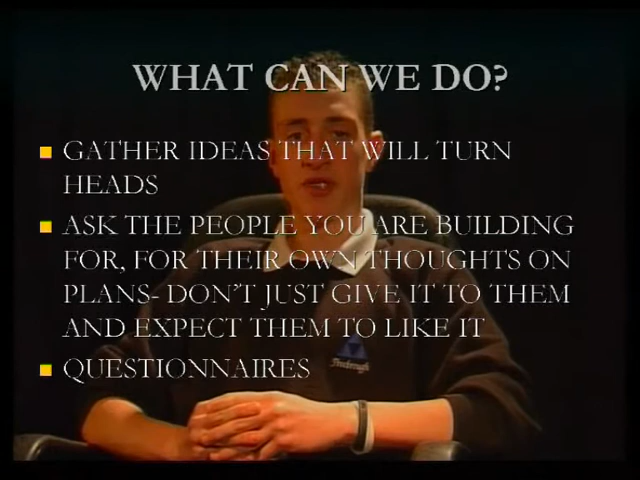 WHAT CAN WE DO?
GATHER IDEAS THAT WILL TURN
HEADS
ASK THE PEOPLE YOU ARE BUILDING
FOR, FOR THEIR OWN THOUGHTS ON
PLANS- DON'T JUST GIVE IT TO THEM
AND EXPECT THEM TO LIKE IT
QUESTIONNAIRES